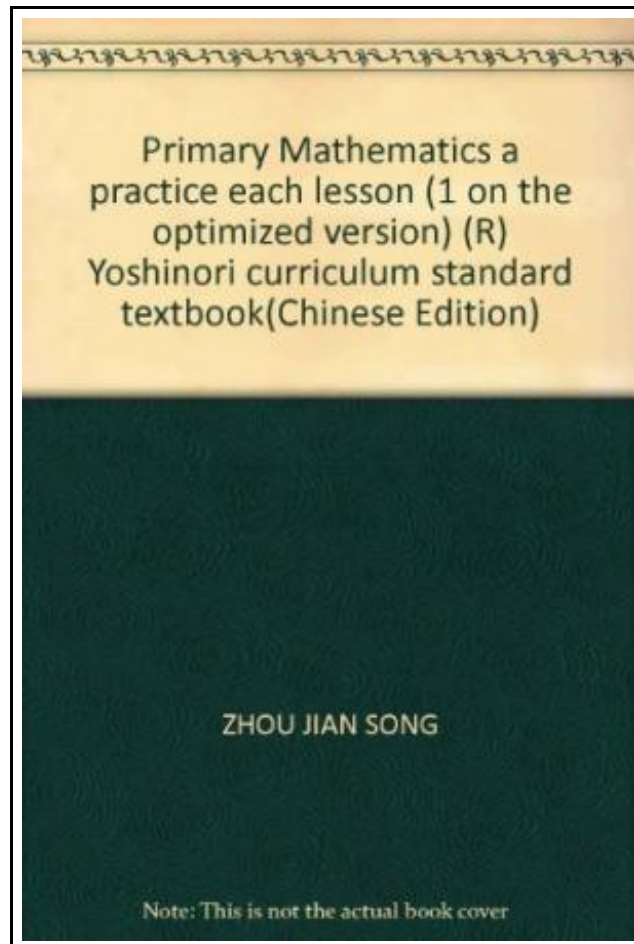 Primary Mathematics a
practice each lesson (1 on the
optimized version) (R)
Yoshinori curriculum standard
textbook(Chinese Edition)
ZHOU JIAN SONG
Note: This is not the actual book cover